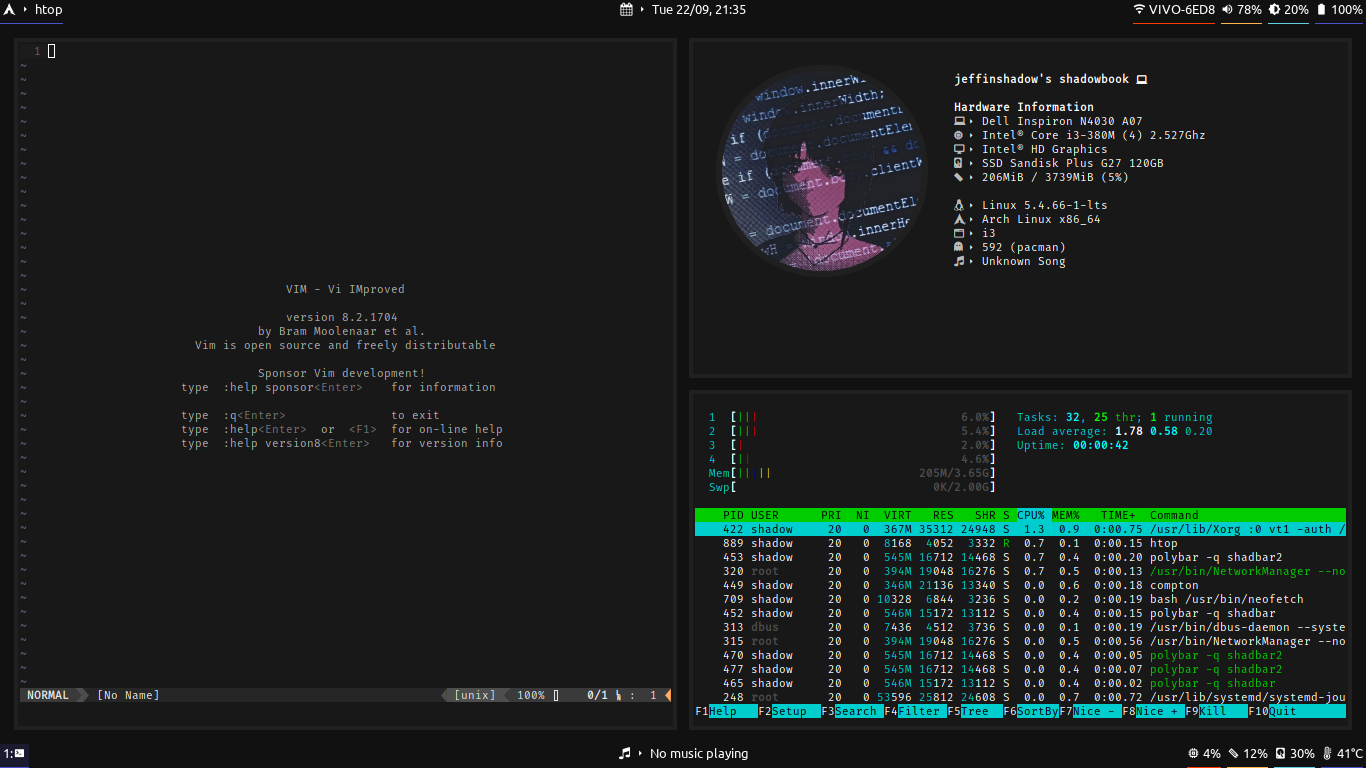 htop
Tue 22/09, 21:35
VIVO-6ED8 78% 20% 100%
1
~
VIM - Vi IMproved
version 8.2.1704
by Bram Moolenaar et al.
Vim is open source and freely distributable
Sponsor Vim development!
type :help sponsor<Enter> for information
type :q<Enter> to exit
type :help<Enter> or <F1> for on-line help
type :help version8<Enter> for version info
NORMAL [No Name] [unix] 100% 0/1 : 1
window.innerW
window.innerWidth;
document.documentElem
if (
= document.
e if (
W = document.bo clientW
= document.documentEl
innerHe
jeffinshadow's shadowbook
Hardware Information
Dell Inspiron N4030 A07
Intel® Core i3-380M (4) 2.527Ghz
Intel® HD Graphics
SSD Sandisk Plus G27 120GB
206MiB / 3739MiB (5%)
Linux 5.4.66-1-lts
Arch Linux x86_64
i3
592 (pacman)
Unknown Song
1 [||| 6.0%] Tasks: 32, 25 thr; 1 running
2 [||| 5.4%] Load average: 1.78 0.58 0.20
3 [| 2.0%] Uptime: 00:00:42
4 [|| 4.6%]
Mem[|| || 205M/3.65G]
Swp[ 0K/2.00G]
PID USER PRI NI VIRT RES SHR S CPU% MEM% TIME+ Command
422 shadow 20 0 367M 35312 24948 S 1.3 0.9 0:00.75 /usr/lib/Xorg :0 vt1 -auth /
889 shadow 20 0 8168 4052 3332 R 0.7 0.1 0:00.15 htop
453 shadow 20 0 545M 16712 14468 S 0.7 0.4 0:00.20 polybar -q shadbar2
320 root 20 0 394M 19048 16276 S 0.7 0.5 0:00.13 /usr/bin/NetworkManager --no
449 shadow 20 0 346M 21136 13340 S 0.0 0.6 0:00.18 compton
709 shadow 20 0 10328 6844 3236 S 0.0 0.2 0:00.19 bash /usr/bin/neofetch
452 shadow 20 0 546M 15172 13112 S 0.0 0.4 0:00.15 polybar -q shadbar
313 dbus 20 0 7436 4512 3736 S 0.0 0.1 0:00.19 /usr/bin/dbus-daemon --syste
315 root 20 0 394M 19048 16276 S 0.0 0.5 0:00.56 /usr/bin/NetworkManager --no
470 shadow 20 0 545M 16712 14468 S 0.0 0.4 0:00.05 polybar -q shadbar2
477 shadow 20 0 545M 16712 14468 S 0.0 0.4 0:00.07 polybar -q shadbar2
465 shadow 20 0 546M 15172 13112 S 0.0 0.4 0:00.02 polybar -q shadbar
248 root 20 0 53596 25812 24608 S 0.0 0.7 0:00.72 /usr/lib/systemd/systemd-jou
F1Help F2Setup F3Search F4Filter F5Tree F6SortBy F7Nice - F8Nice + F9Kill F10Quit
1:
No music playing
4% 12% 30% 41°C